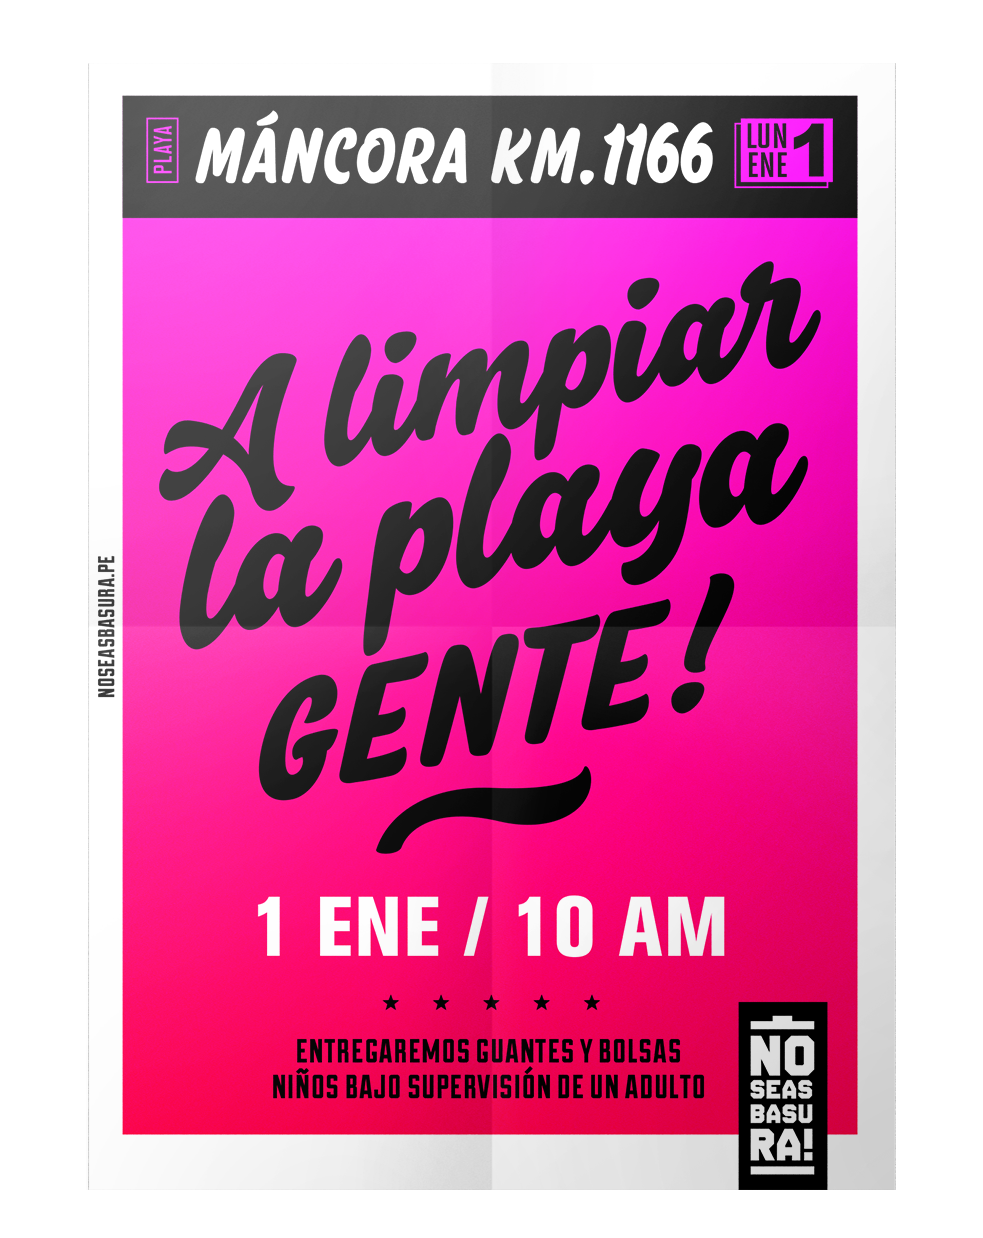 PLAYA
MÁNCORA KM.1166
LUN
ENE
1
A limpiar
la playa
GENTE!
NOSEASBASURA.PE
1 ENE / 10 AM
ENTREGAREMOS GUANTES Y BOLSAS
NIÑOS BAJO SUPERVISIÓN DE UN ADULTO
NO
SEAS
BASU
RA!